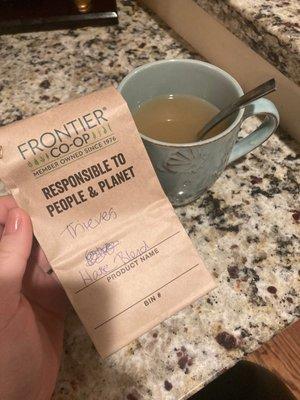 FRONTIER®
CO-OP
MEMBER OWNED SINCE 1976
RESPONSIBLE TO
PEOPLE & PLANET
Thieves
Blend
PRODUCT NAME
BIN #